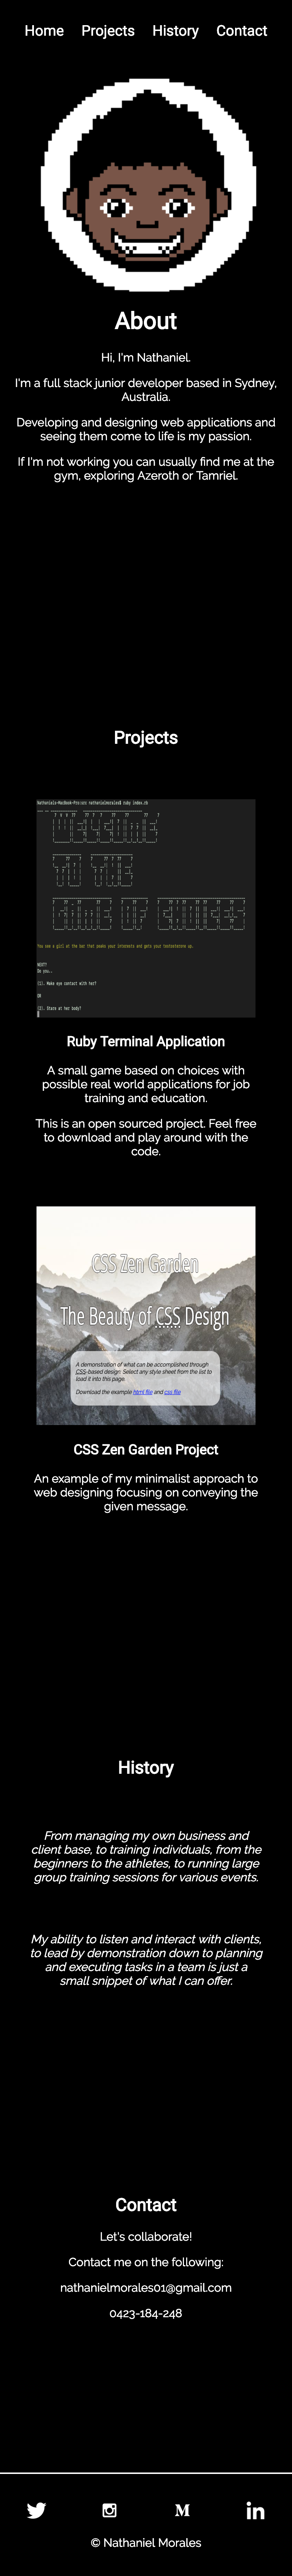 Home Projects History Contact
About
Hi, I'm Nathaniel.
I'm a full stack junior developer based in Sydney,
Australia.
Developing and designing web applications and
seeing them come to life is my passion.
If I'm not working you can usually find me at the
gym, exploring Azeroth or Tamriel.
Projects
Nathaniels-MacBook-Pro:src nathanielmorales$ ruby index.rb
You see a girl at the bar that peaks your interests and gets your testosterone up.
NEXT?
Do you..
(1). Make eye contact with her?
OR
(2). Stare at her body?
Ruby Terminal Application
A small game based on choices with
possible real world applications for job
training and education.
This is an open sourced project. Feel free
to download and play around with the
code.
CSS Zen Garden
The Beauty of CSS Design
A demonstration of what can be accomplished through
CSS-based design. Select any style sheet from the list to
load it into this page.
Download the example html file and css file
CSS Zen Garden Project
An example of my minimalist approach to
web designing focusing on conveying the
given message.
History
From managing my own business and
client base, to training individuals, from the
beginners to the athletes, to running large
group training sessions for various events.
My ability to listen and interact with clients,
to lead by demonstration down to planning
and executing tasks in a team is just a
small snippet of what I can offer.
Contact
Let's collaborate!
Contact me on the following:
nathanielmorales01@gmail.com
0423-184-248
M in
© Nathaniel Morales